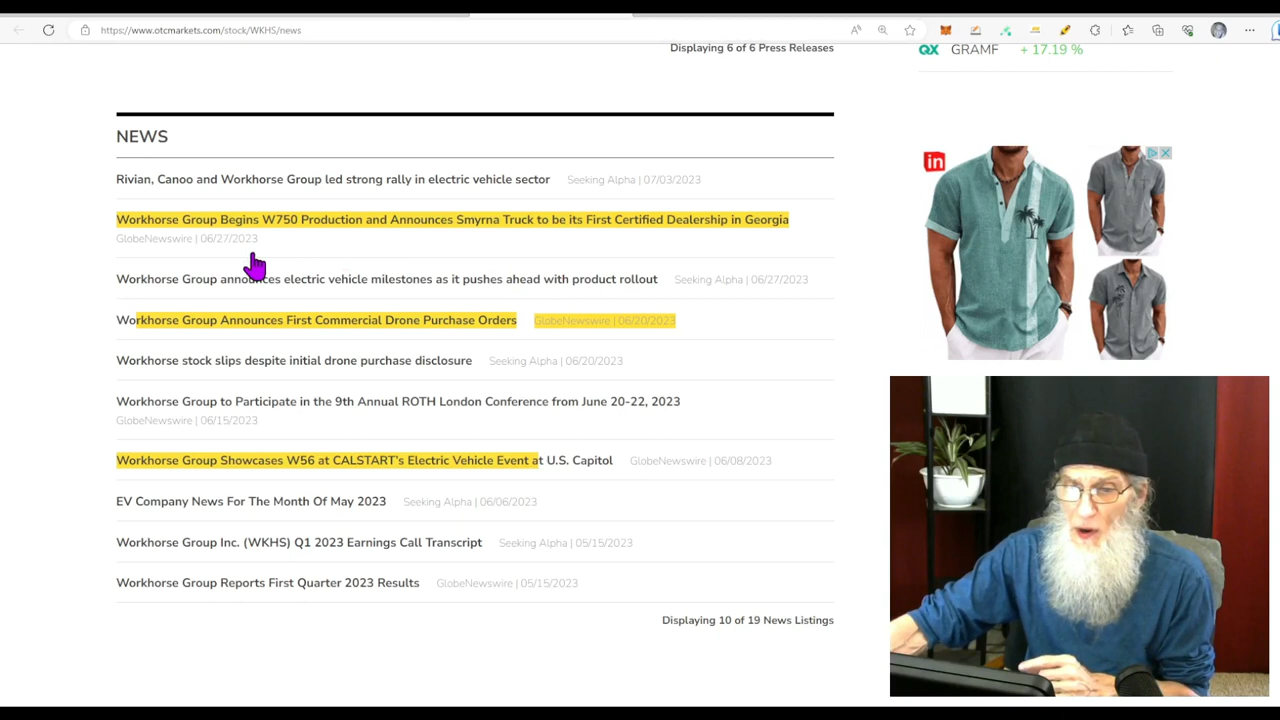 https://www.otcmarkets.com/stock/WKHS/news
Displaying 6 of 6 Press Releases
QX GRAMF + 17.19 %
NEWS
Rivian, Canoo and Workhorse Group led strong rally in electric vehicle sector Seeking Alpha | 07/03/2023
Workhorse Group Begins W750 Production and Announces Smyrna Truck to be its First Certified Dealership in Georgia
GlobeNewswire | 06/27/2023
Workhorse Group announces electric vehicle milestones as it pushes ahead with product rollout Seeking Alpha | 06/27/2023
Workhorse Group Announces First Commercial Drone Purchase Orders GlobeNewswire | 06/20/2023
Workhorse stock slips despite initial drone purchase disclosure Seeking Alpha | 06/20/2023
Workhorse Group to Participate in the 9th Annual ROTH London Conference from June 20-22, 2023
GlobeNewswire | 06/15/2023
Workhorse Group Showcases W56 at CALSTART’s Electric Vehicle Event at U.S. Capitol GlobeNewswire | 06/08/2023
EV Company News For The Month Of May 2023 Seeking Alpha | 06/06/2023
Workhorse Group Inc. (WKHS) Q1 2023 Earnings Call Transcript Seeking Alpha | 05/15/2023
Workhorse Group Reports First Quarter 2023 Results GlobeNewswire | 05/15/2023
Displaying 10 of 19 News Listings
in